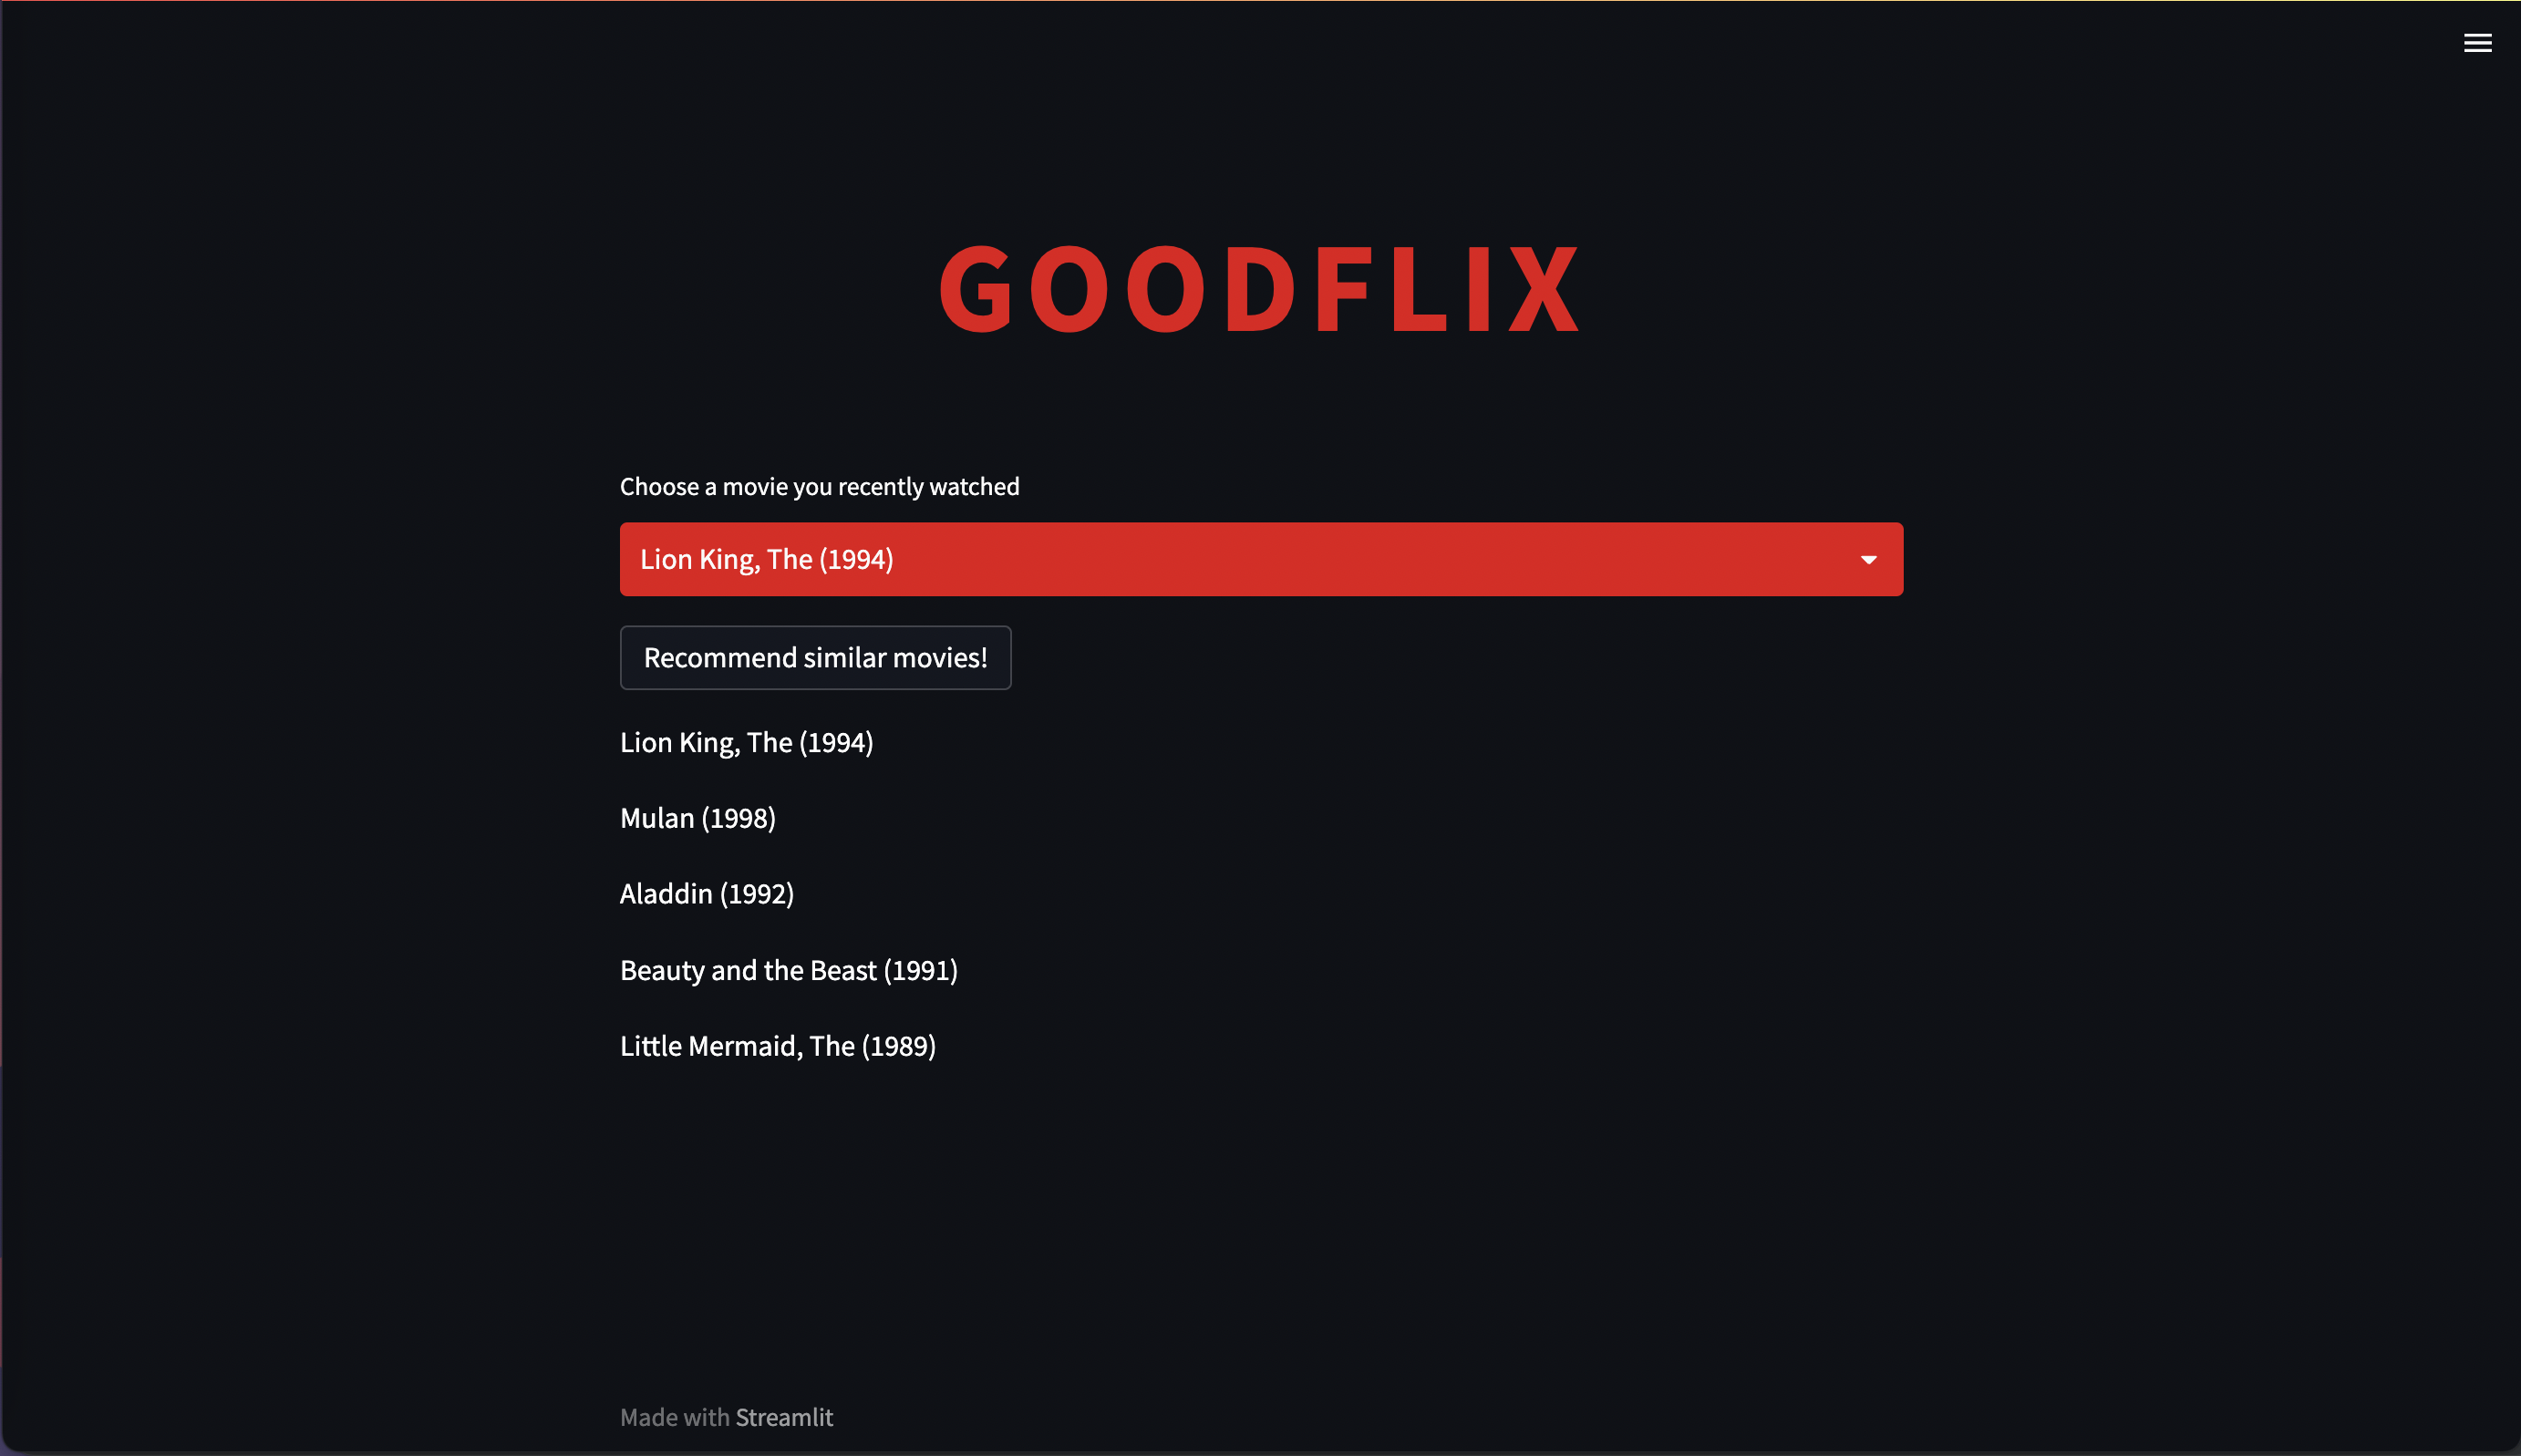 GOODFLIX
Choose a movie you recently watched
Lion King, The (1994)
Recommend similar movies!
Lion King, The (1994)
Mulan (1998)
Aladdin (1992)
Beauty and the Beast (1991)
Little Mermaid, The (1989)
Made with Streamlit